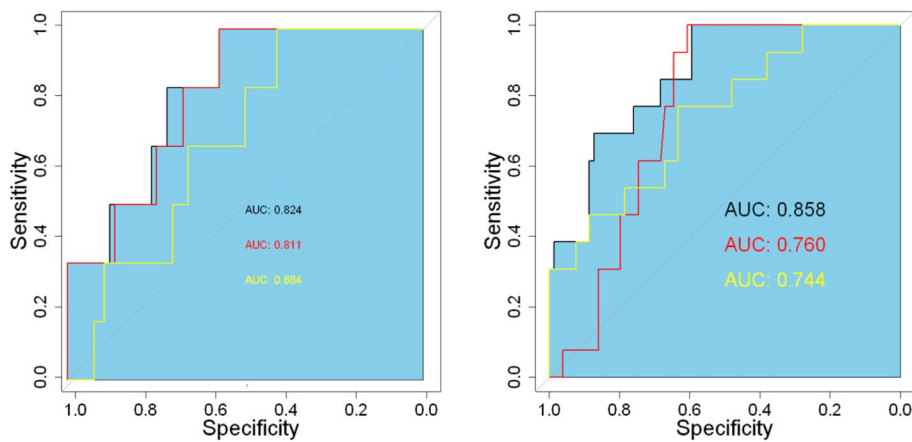 1.0
0.8
0.6
0.4
0.2
0.0
Sensitivity
AUC: 0.824
AUC: 0.811
AUC: 0.684
1.0 0.8 0.6 0.4 0.2 0.0
Specificity
1.0
0.8
0.6
0.4
0.2
0.0
Sensitivity
AUC: 0.858
AUC: 0.760
AUC: 0.744
1.0 0.8 0.6 0.4 0.2 0.0
Specificity